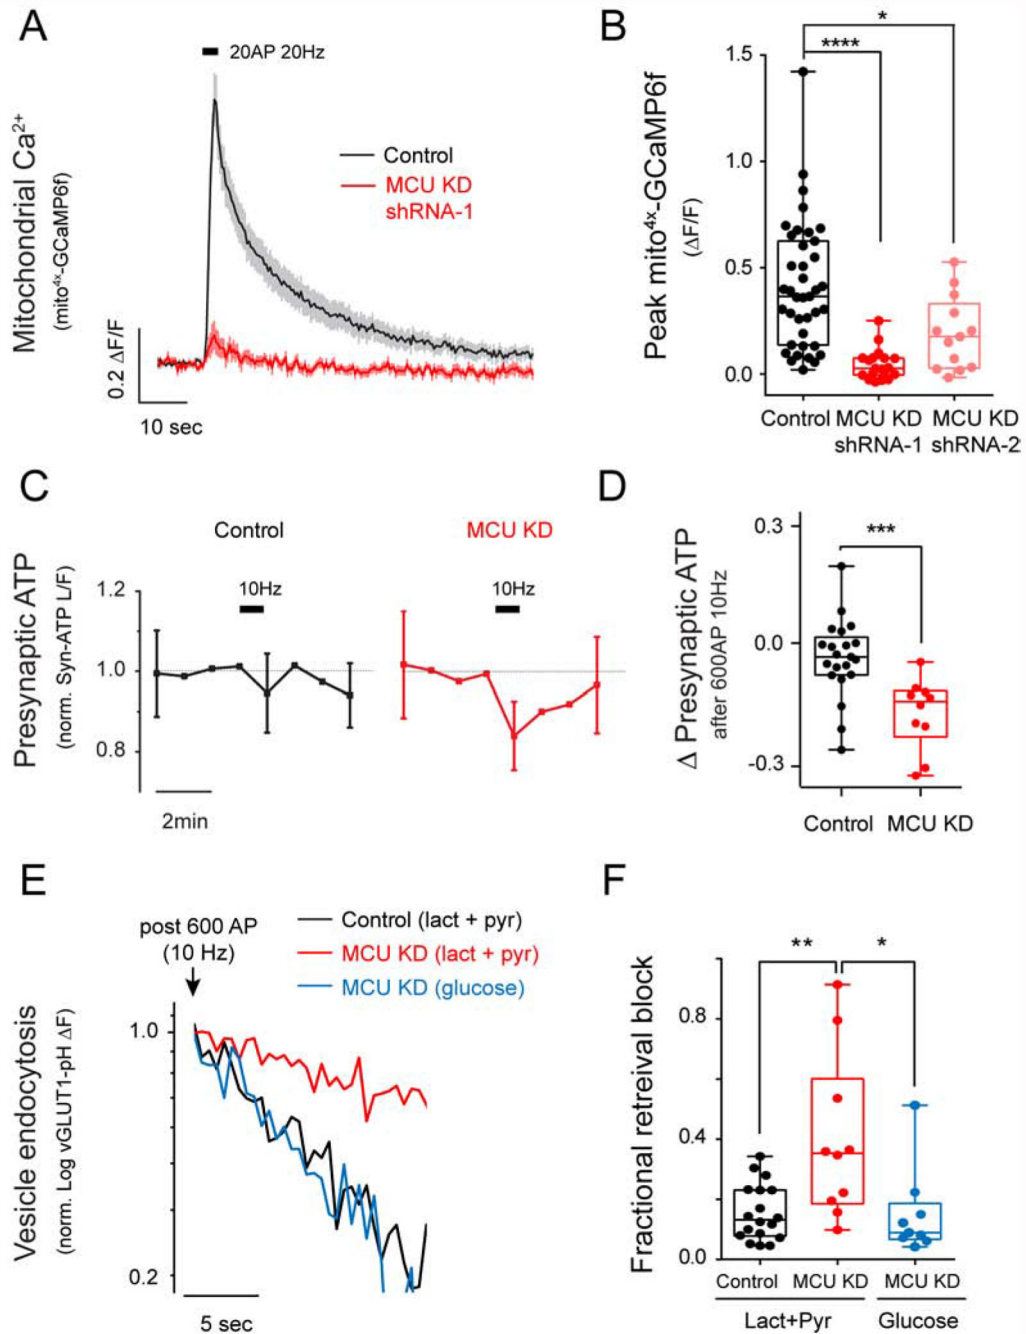 A
20AP 20Hz
Control
MCU KD
shRNA-1
Mitochondrial Ca²⁺
(mito⁴ˣ-GCaMP6f)
0.2 ΔF/F
10 sec
B
*
****
1.5
1.0
0.5
0.0
Peak mito⁴ˣ-GCaMP6f
(ΔF/F)
Control
MCU KD
shRNA-1
MCU KD
shRNA-2
C
Control
MCU KD
10Hz
10Hz
1.2
1.0
0.8
Presynaptic ATP
(norm. Syn-ATP L/F)
2min
D
***
0.3
0.0
-0.3
Δ Presynaptic ATP
after 600AP 10Hz
Control
MCU KD
E
post 600 AP
(10 Hz)
Control (lact + pyr)
MCU KD (lact + pyr)
MCU KD (glucose)
1.0
0.2
Vesicle endocytosis
(norm. Log vGLUT1-pH ΔF)
5 sec
F
**
*
0.8
0.4
0.0
Fractional retreival block
Control
MCU KD
MCU KD
Lact+Pyr
Glucose